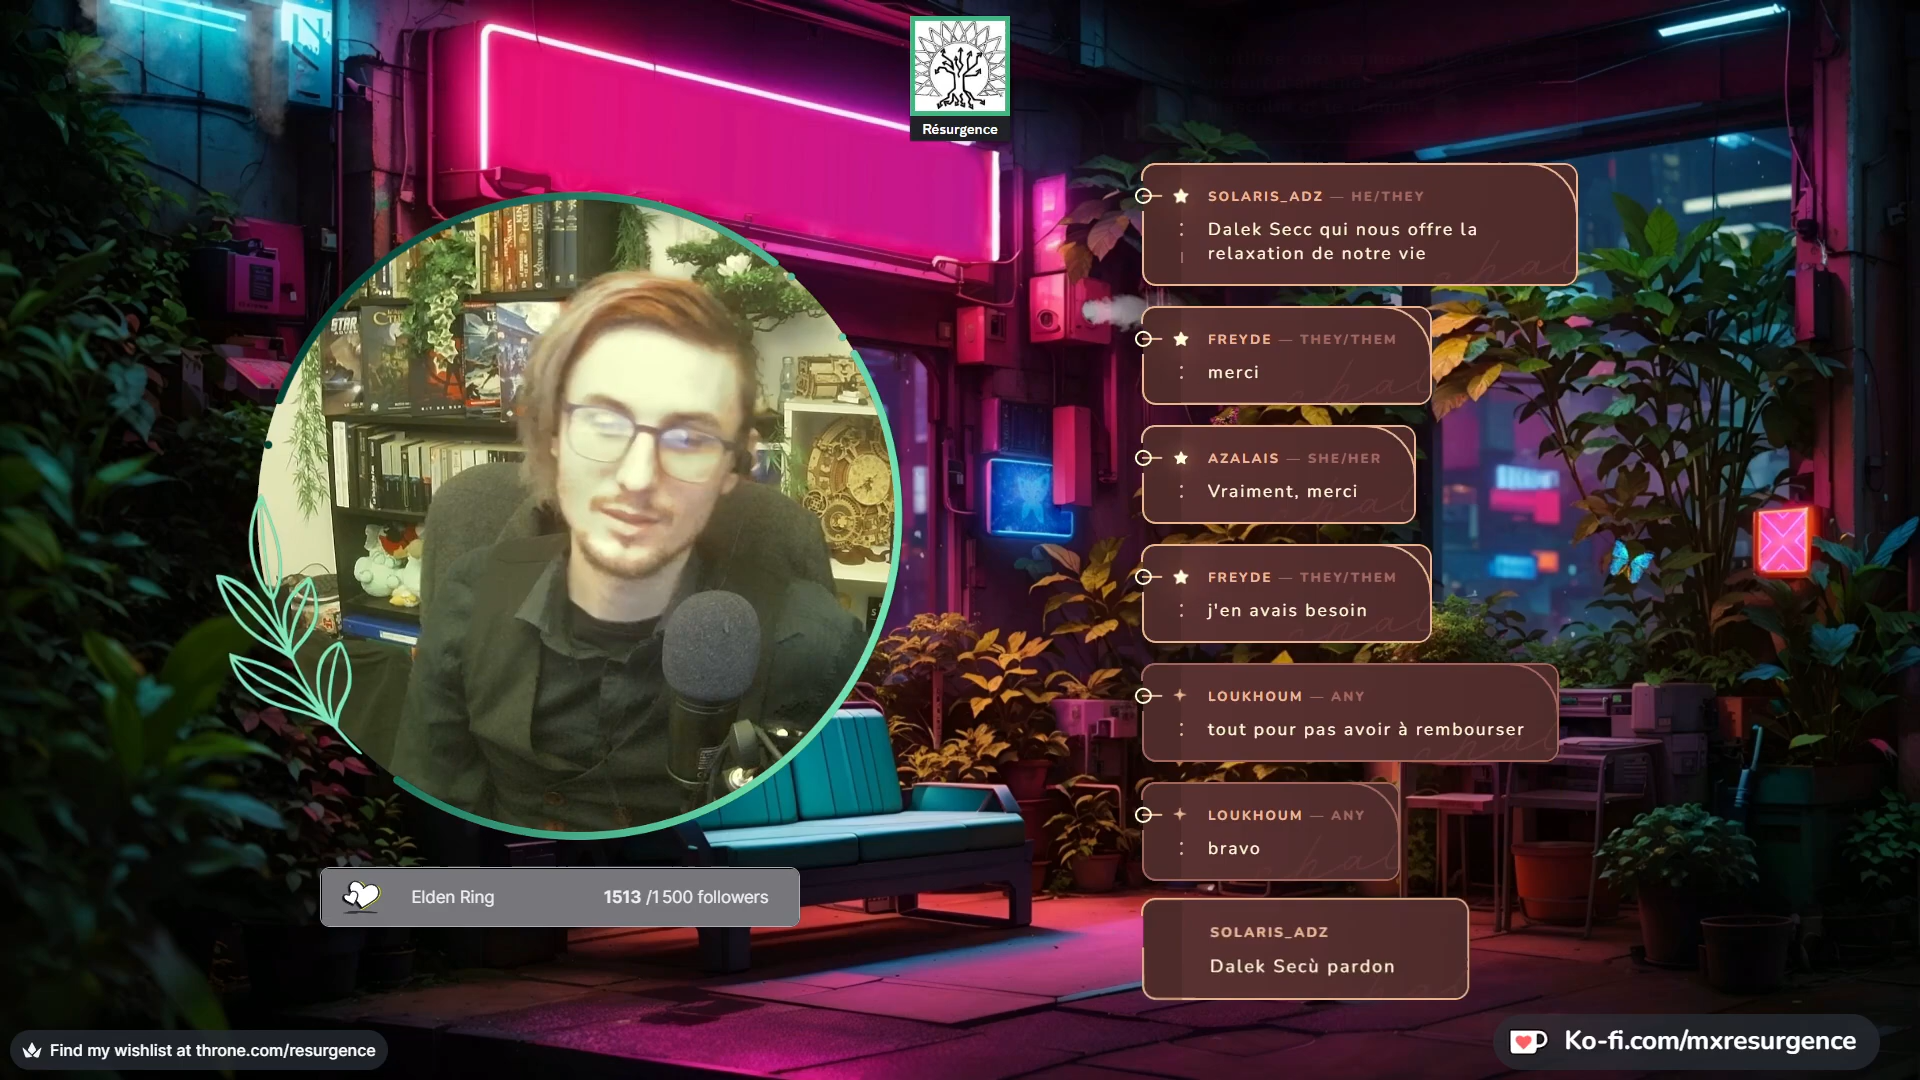 Résurgence
SOLARIS_ADZ — HE/THEY
Dalek Secc qui nous offre la
relaxation de notre vie
FREYDE — THEY/THEM
merci
AZALAIS — SHE/HER
Vraiment, merci
FREYDE — THEY/THEM
j'en avais besoin
LOUKHOUM — ANY
tout pour pas avoir à rembourser
LOUKHOUM — ANY
bravo
SOLARIS_ADZ
Dalek Secù pardon
Elden Ring 1513 /1 500 followers
Find my wishlist at throne.com/resurgence
Ko-fi.com/mxresurgence